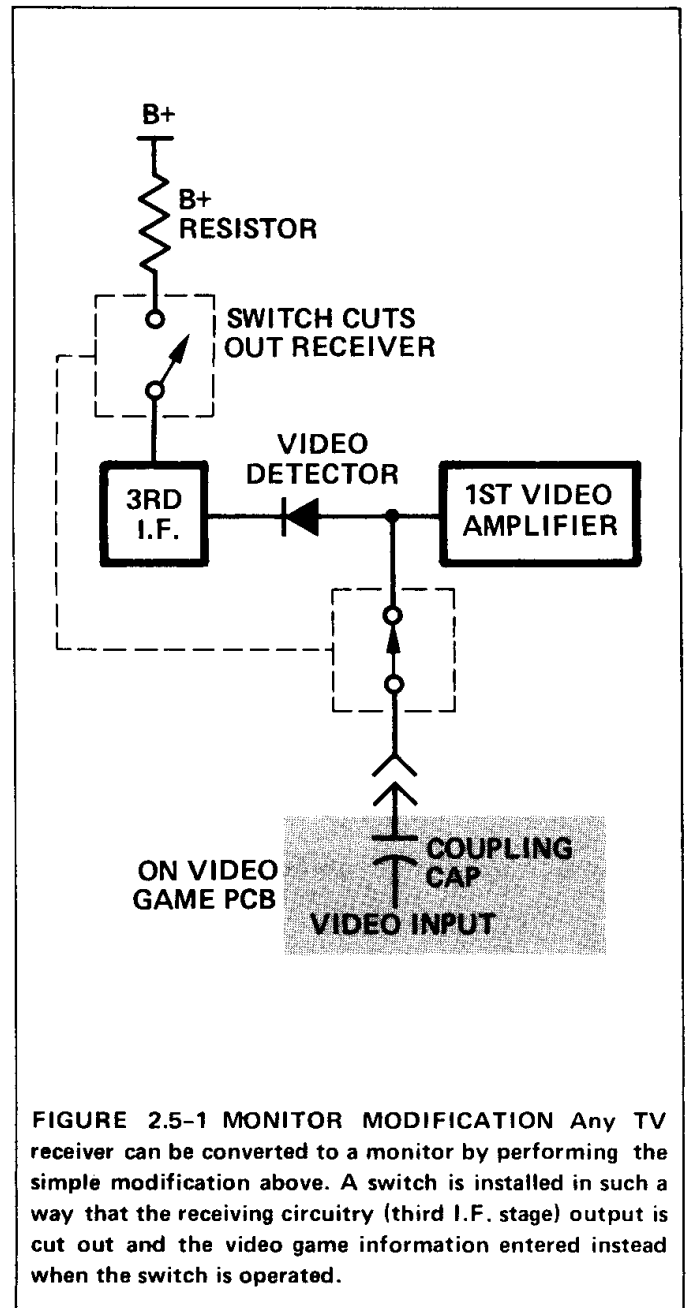 B+
B+
RESISTOR
SWITCH CUTS
OUT RECEIVER
VIDEO
DETECTOR
3RD
I.F.
1ST VIDEO
AMPLIFIER
ON VIDEO
GAME PCB
COUPLING
CAP
VIDEO INPUT
FIGURE 2.5-1 MONITOR MODIFICATION Any TV
receiver can be converted to a monitor by performing the
simple modification above. A switch is installed in such a
way that the receiving circuitry (third I.F. stage) output is
cut out and the video game information entered instead
when the switch is operated.